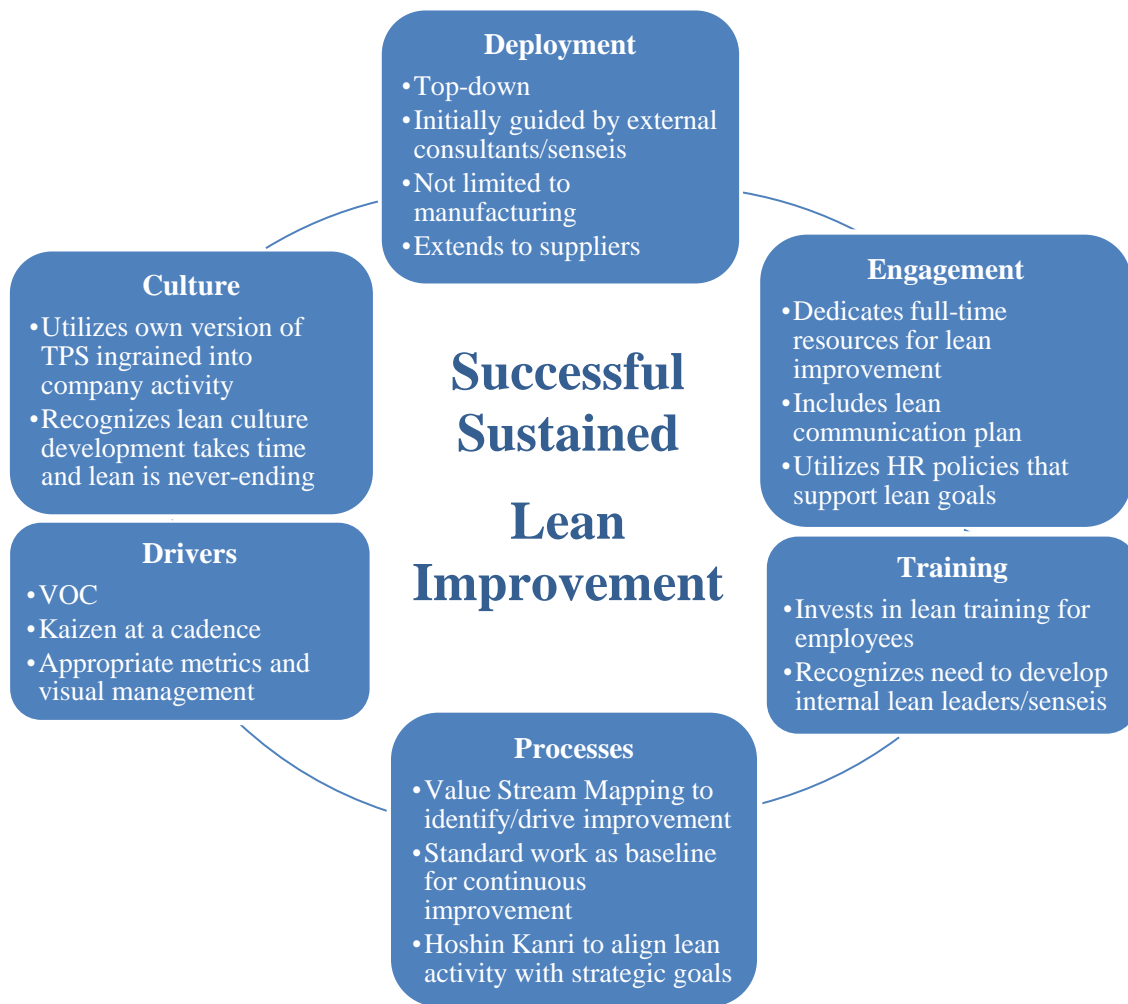 Deployment
•Top-down
•Initially guided by external
consultants/senseis
•Not limited to
manufacturing
•Extends to suppliers
Engagement
•Dedicates full-time
resources for lean
improvement
•Includes lean
communication plan
•Utilizes HR policies that
support lean goals
Training
•Invests in lean training for
employees
•Recognizes need to develop
internal lean leaders/senseis
Processes
•Value Stream Mapping to
identify/drive improvement
•Standard work as baseline
for continuous
improvement
•Hoshin Kanri to align lean
activity with strategic goals
Drivers
•VOC
•Kaizen at a cadence
•Appropriate metrics and
visual management
Culture
•Utilizes own version of
TPS ingrained into
company activity
•Recognizes lean culture
development takes time
and lean is never-ending
Successful
Sustained
Lean
Improvement